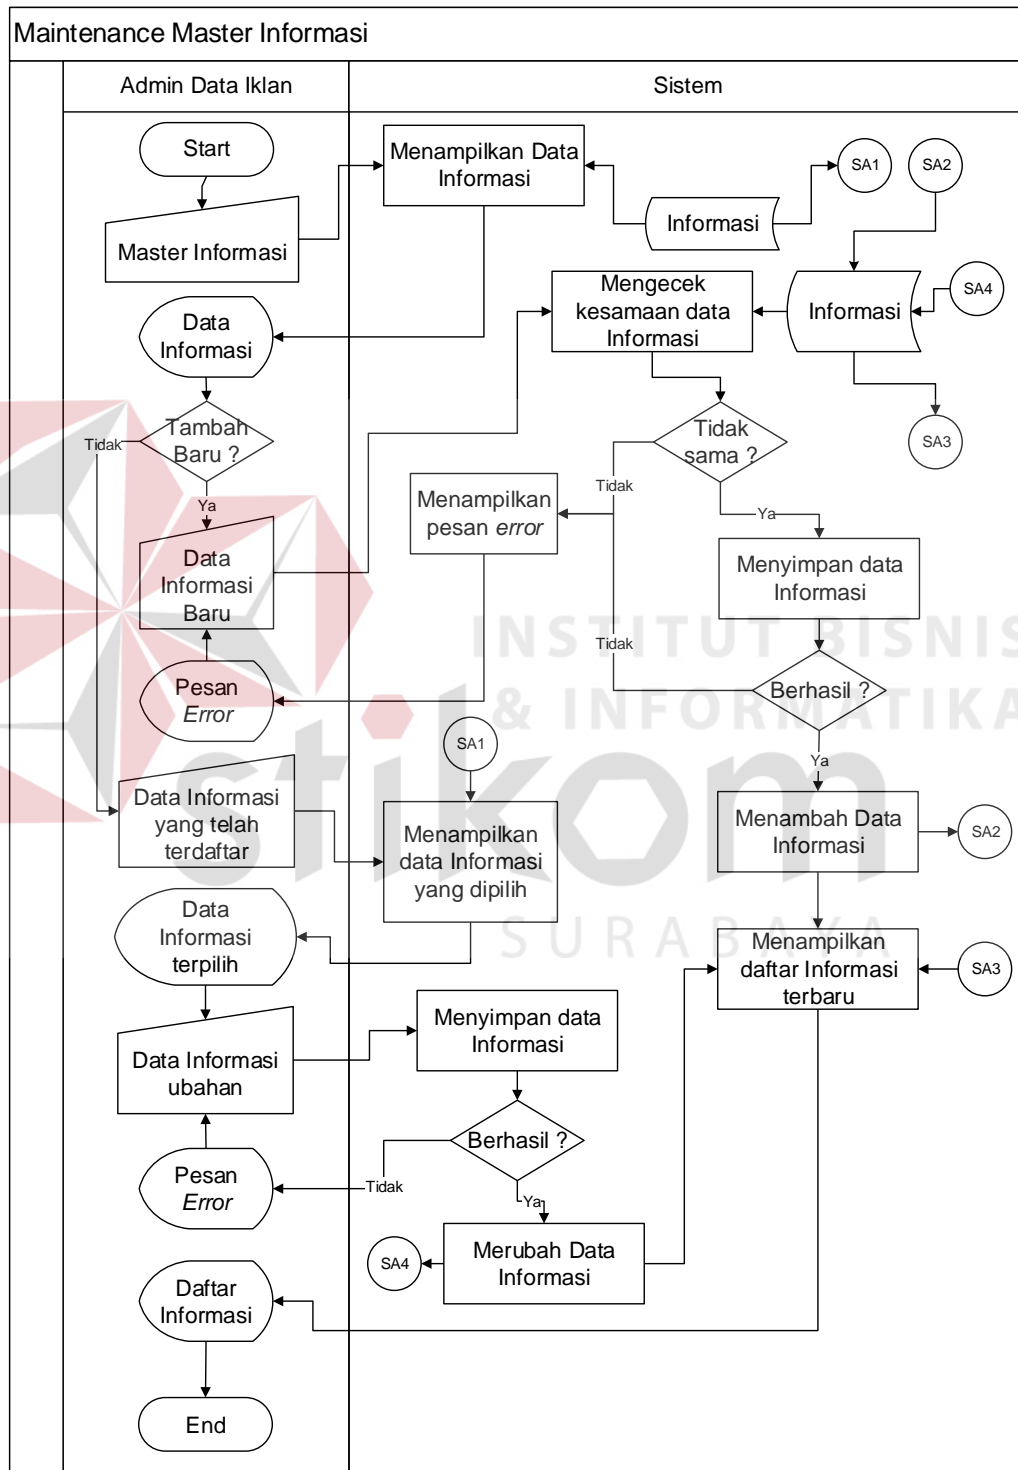 Maintenance Master Informasi
Admin Data Iklan
Sistem
Start
Menampilkan Data
Informasi
SA1
SA2
Master Informasi
Informasi
Mengecek
kesamaan data
Informasi
Informasi
SA4
Data
Informasi
Tambah
Baru ?
Tidak
Tidak
sama ?
SA3
Ya
Menampilkan
pesan error
Tidak
Ya
Data
Informasi
Baru
Menyimpan data
Informasi
INSTITUT BISNIS
& INFORMATIKA
Tidak
Pesan
Error
Berhasil ?
SA1
Ya
stikom
SURABAYA
Data Informasi
yang telah
terdaftar
Menampilkan
data Informasi
yang dipilih
Menambah Data
Informasi
SA2
Data
Informasi
terpilih
Menampilkan
daftar Informasi
terbaru
SA3
Data Informasi
ubahan
Menyimpan data
Informasi
Berhasil ?
Pesan
Error
Tidak
Ya
SA4
Merubah Data
Informasi
Daftar
Informasi
End